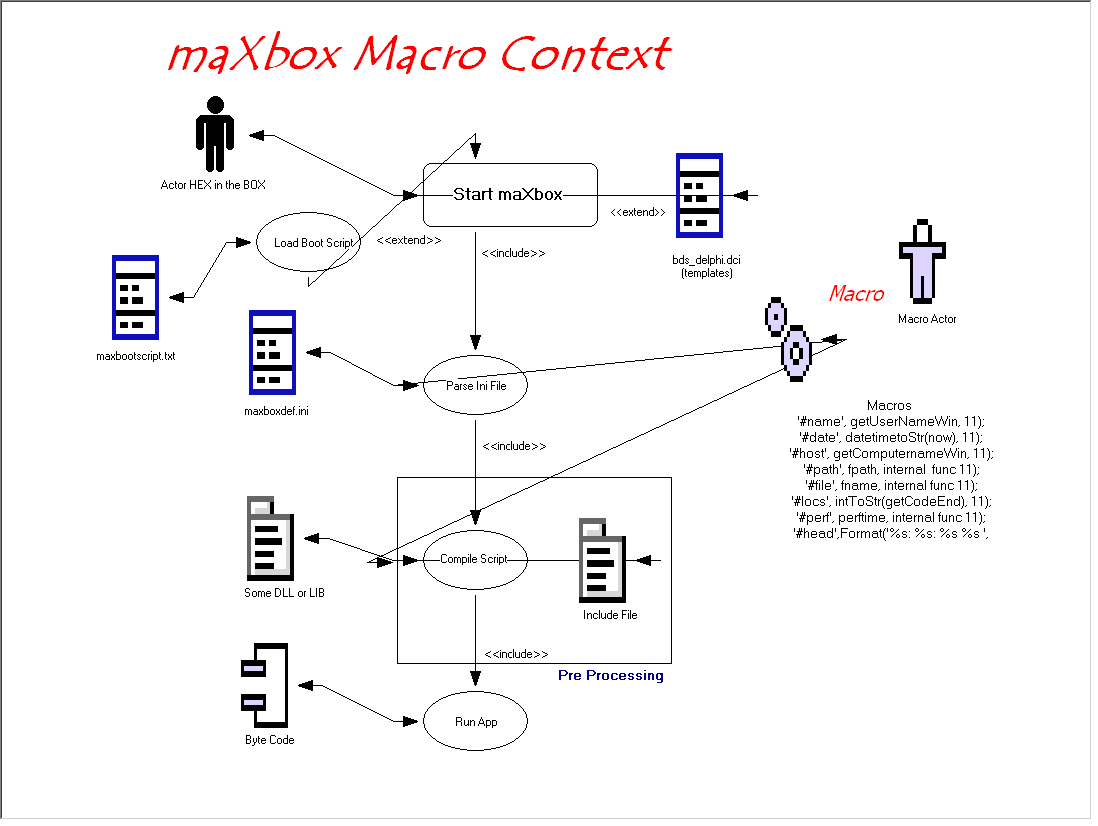 maXbox Macro Context
Actor HEX in the BOX
Start maXbox
<<extend>>
Load Boot Script
<<extend>>
<<include>>
bds_delphi.dci
(templates)
Macro
Macro Actor
maxbootscript.txt
Parse Ini File
maxboxdef.ini
Macros
'#name', getUserNameWin, 11);
'#date', datetimetoStr(now), 11);
'#host', getComputernameWin, 11);
'#path', fpath, internal func 11);
'#file', fname, internal func 11);
'#locs', intToStr(getCodeEnd), 11);
'#perf', perftime, internal func 11);
'#head',Format('%s: %s: %s %s ',
<<include>>
Compile Script
Some DLL or LIB
Include File
<<include>>
Pre Processing
Run App
Byte Code